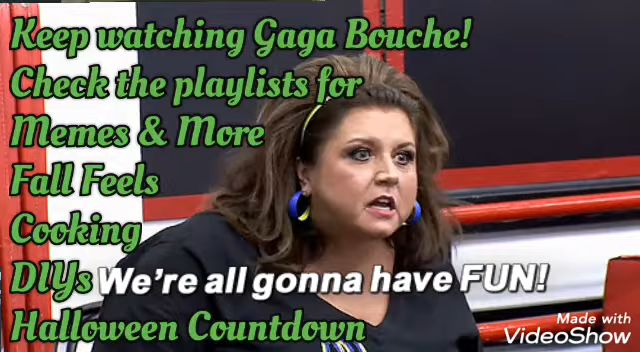 Keep watching Gaga Bouche!
Check the playlists for
Memes & More
Fall Feels
Cooking
DIYs
We're all gonna have FUN!
Halloween Countdown
Made with
VideoShow